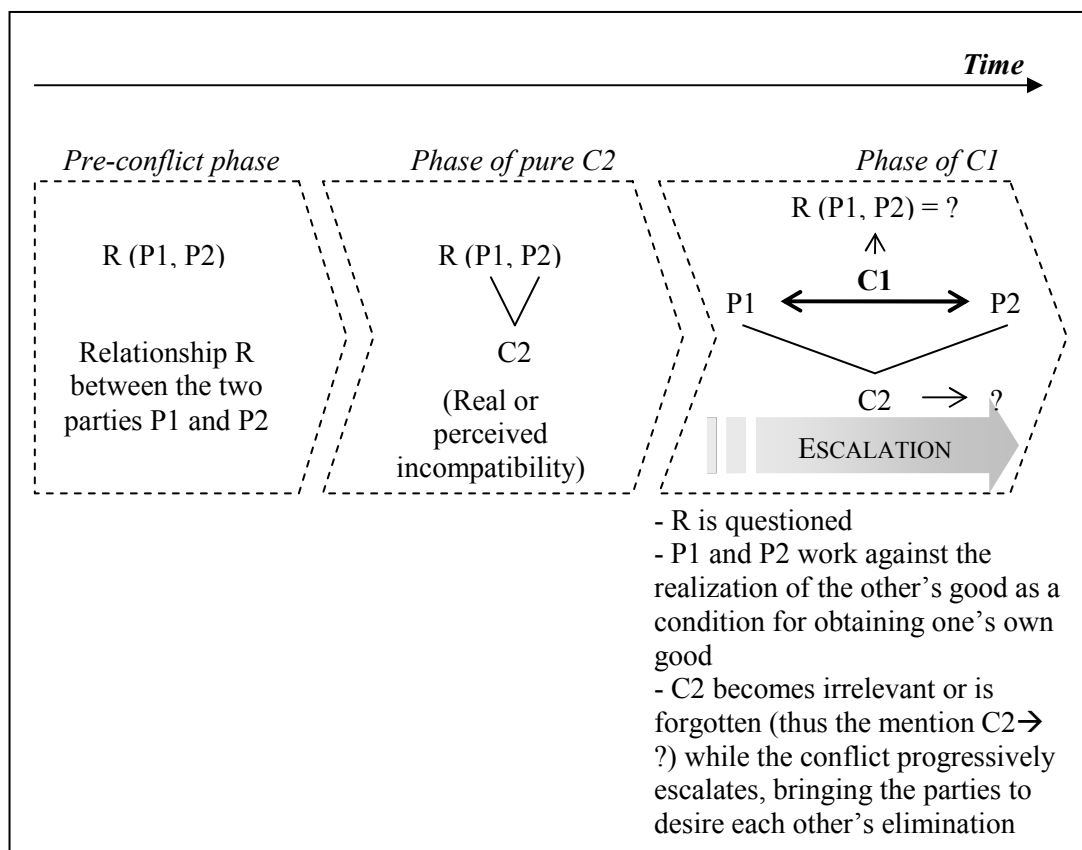 Time
Pre-conflict phase
R (P1, P2)
Relationship R
between the two
parties P1 and P2
Phase of pure C2
R (P1, P2)
C2
(Real or
perceived
incompatibility)
Phase of C1
R (P1, P2) = ?
C1
P1 P2
C2 → ?
ESCALATION
- R is questioned
- P1 and P2 work against the
realization of the other’s good as a
condition for obtaining one’s own
good
- C2 becomes irrelevant or is
forgotten (thus the mention C2→
?) while the conflict progressively
escalates, bringing the parties to
desire each other’s elimination